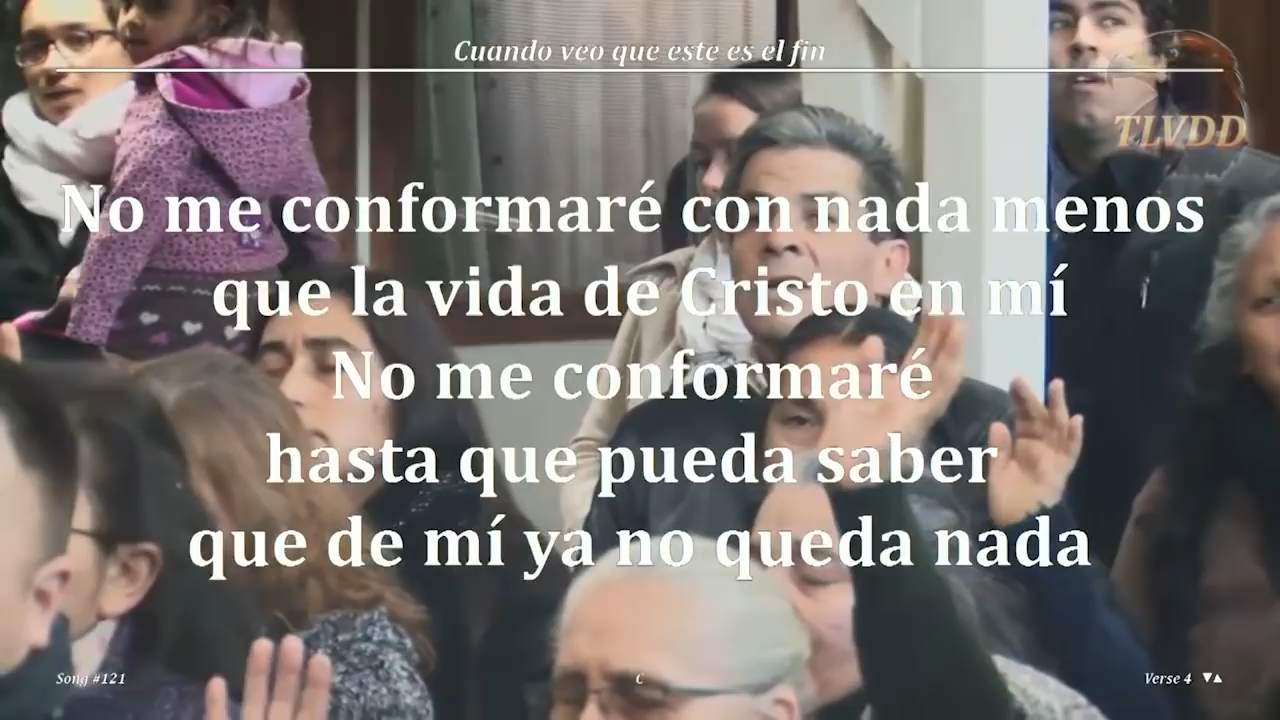 Cuando veo que este es el fin
TLVDD
No me conformaré con nada menos
que la vida de Cristo en mí
No me conformaré
hasta que pueda saber
que de mí ya no queda nada
Song #121
C
Verse 4 ▼▲